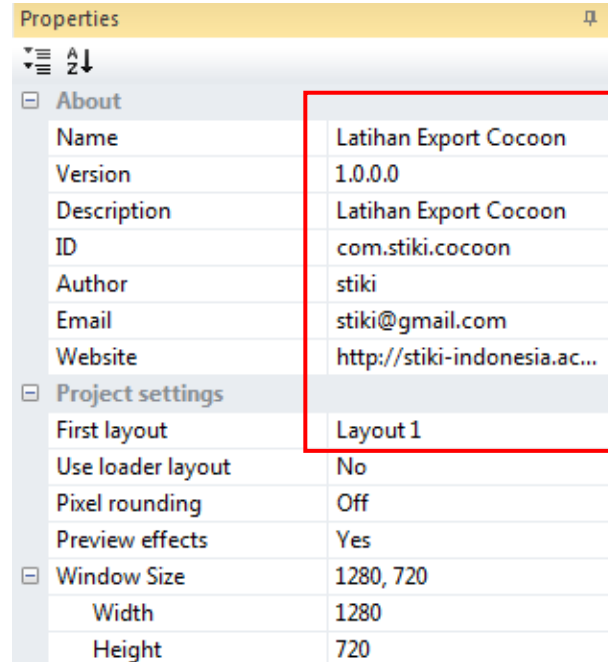 Properties
About
Name Latihan Export Cocoon
Version 1.0.0.0
Description Latihan Export Cocoon
ID com.stiki.cocoon
Author stiki
Email stiki@gmail.com
Website http://stiki-indonesia.ac...
Project settings
First layout Layout 1
Use loader layout No
Pixel rounding Off
Preview effects Yes
Window Size 1280, 720
Width 1280
Height 720